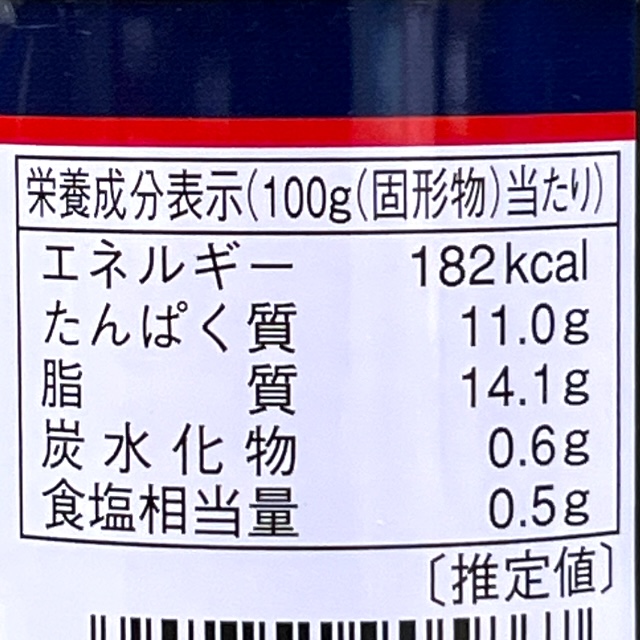 栄養成分表示(100g(固形物)当たり)
エネルギー 182kcal
たんぱく質 11.0g
脂質 14.1g
炭水化物 0.6g
食塩相当量 0.5g
〔推定値〕